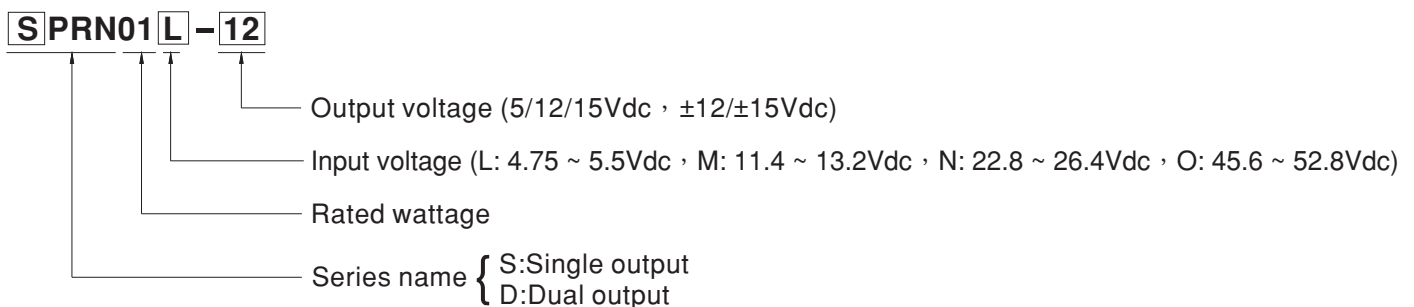 SPRN01L-12
Output voltage (5/12/15Vdc，±12/±15Vdc)
Input voltage (L: 4.75 ~ 5.5Vdc，M: 11.4 ~ 13.2Vdc，N: 22.8 ~ 26.4Vdc，O: 45.6 ~ 52.8Vdc)
Rated wattage
Series name { S:Single output
D:Dual output